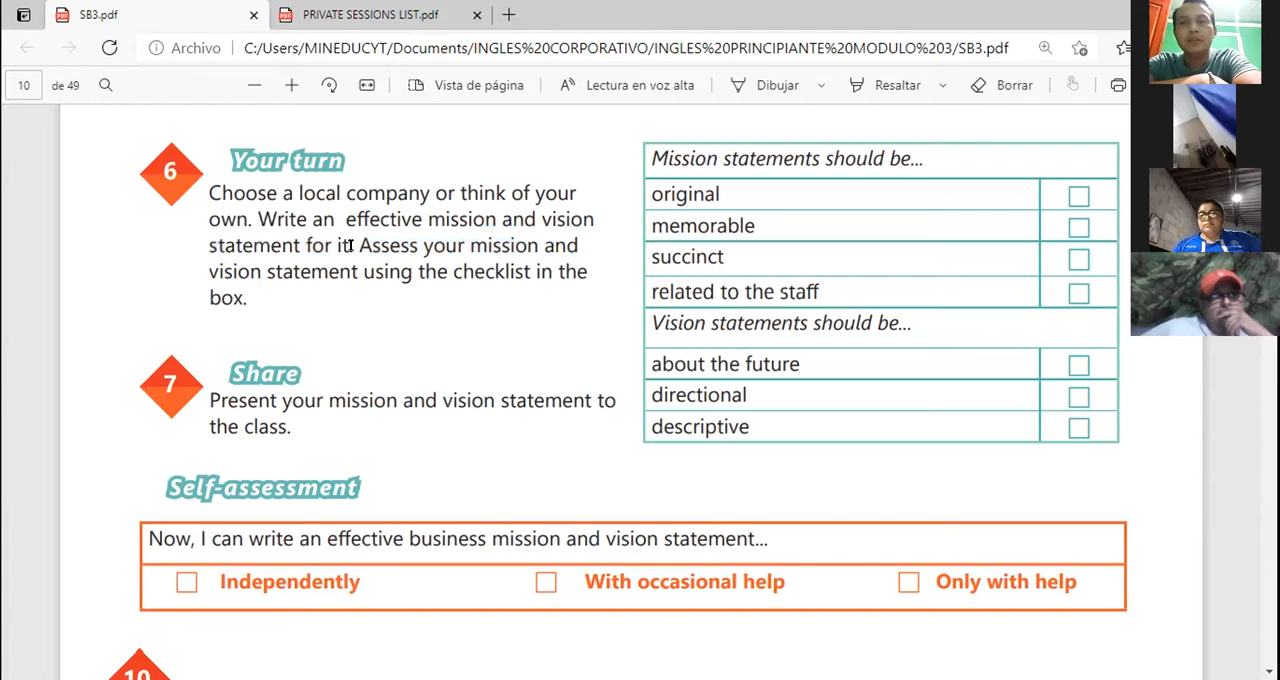 SB3.pdf
PRIVATE SESSIONS LIST.pdf
Archivo
C:/Users/MINEDUCYT/Documents/INGLES%20CORPORATIVO/INGLES%20PRINCIPIANTE%20MODULO%203/SB3.pdf
10 de 49
Vista de página
Lectura en voz alta
Dibujar
Resaltar
Borrar
6
Your turn
Choose a local company or think of your
own. Write an effective mission and vision
statement for it. Assess your mission and
vision statement using the checklist in the
box.
Mission statements should be...
original
memorable
succinct
related to the staff
Vision statements should be...
about the future
directional
descriptive
7
Share
Present your mission and vision statement to
the class.
Self-assessment
Now, I can write an effective business mission and vision statement...
Independently
With occasional help
Only with help
10